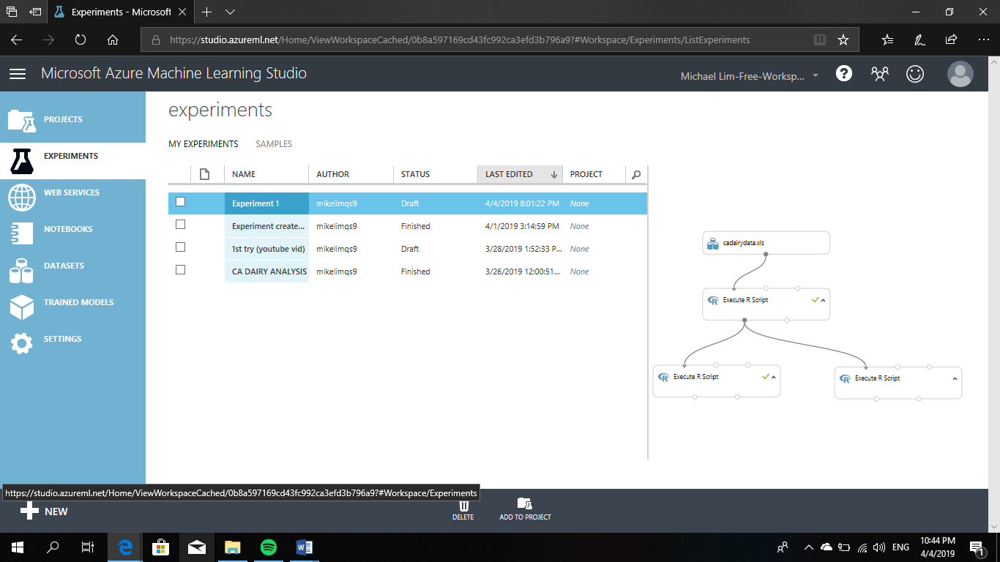 Experiments - Microsoft
https://studio.azureml.net/Home/ViewWorkspaceCached/0b8a597169cd43fc992ca3efd3b796a9?#Workspace/Experiments/ListExperiments
Microsoft Azure Machine Learning Studio
Michael Lim-Free-Worksp...
PROJECTS
EXPERIMENTS
WEB SERVICES
NOTEBOOKS
DATASETS
TRAINED MODELS
SETTINGS
experiments
MY EXPERIMENTS SAMPLES
NAME AUTHOR STATUS LAST EDITED PROJECT
Experiment 1 mikelimqs9 Draft 4/4/2019 8:01:22 PM None
Experiment create... mikelimqs9 Finished 4/1/2019 3:14:59 PM None
1st try (youtube vid) mikelimqs9 Draft 3/28/2019 1:52:33 P... None
CA DAIRY ANALYSIS mikelimqs9 Finished 3/26/2019 12:00:51... None
cadairydata.xls
Execute R Script
Execute R Script
Execute R Script
https://studio.azureml.net/Home/ViewWorkspaceCached/0b8a597169cd43fc992ca3efd3b796a9?#Workspace/Experiments
NEW
DELETE
ADD TO PROJECT
ENG
10:44 PM
4/4/2019
1